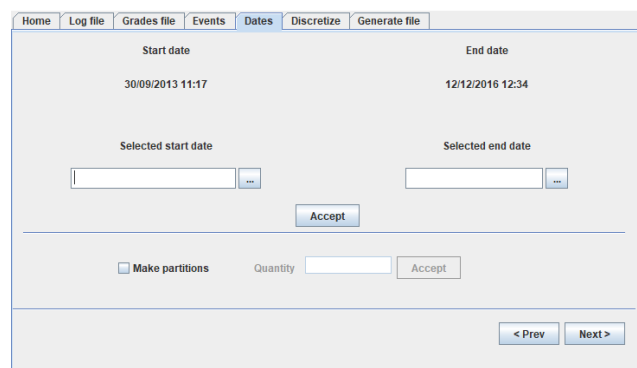 Home Log file Grades file Events Dates Discretize Generate file
Start date End date
30/09/2013 11:17 12/12/2016 12:34
Selected start date Selected end date
... ...
Accept
Make partitions Quantity Accept
< Prev Next >